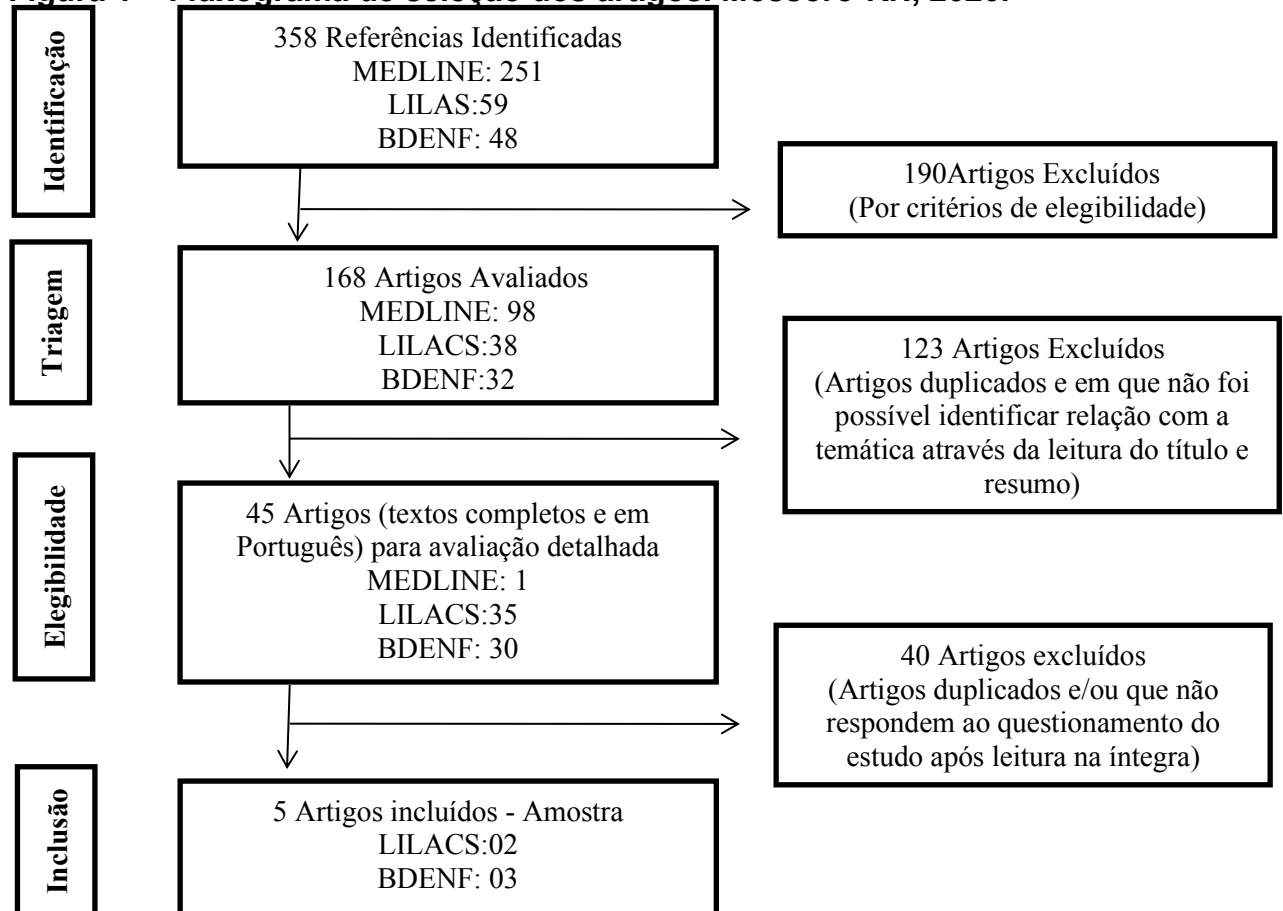 Identificação
358 Referências Identificadas
MEDLINE: 251
LILAS:59
BDENF: 48
190Artigos Excluídos
(Por critérios de elegibilidade)
Triagem
168 Artigos Avaliados
MEDLINE: 98
LILACS:38
BDENF:32
123 Artigos Excluídos
(Artigos duplicados e em que não foi
possível identificar relação com a
temática através da leitura do título e
resumo)
Elegibilidade
45 Artigos (textos completos e em
Português) para avaliação detalhada
MEDLINE: 1
LILACS:35
BDENF: 30
40 Artigos excluídos
(Artigos duplicados e/ou que não
respondem ao questionamento do
estudo após leitura na íntegra)
Inclusão
5 Artigos incluídos - Amostra
LILACS:02
BDENF: 03